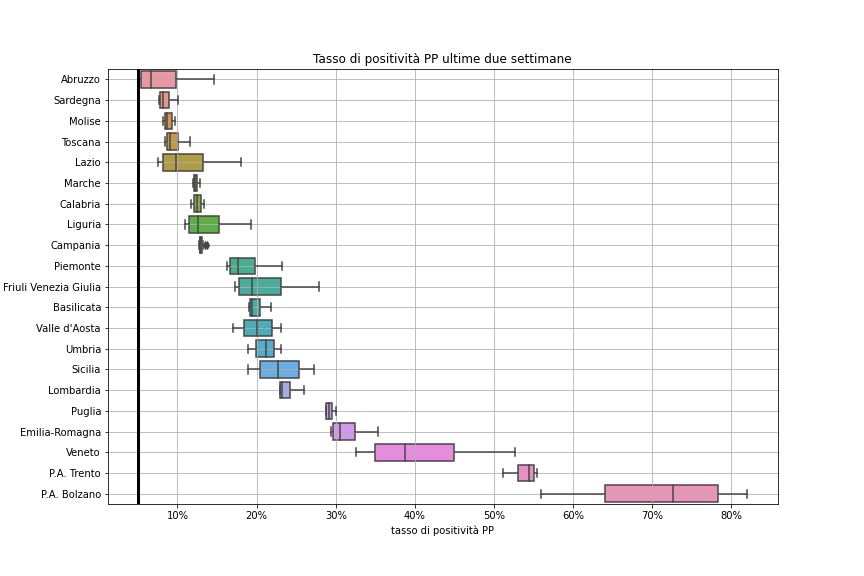 Tasso di positività PP ultime due settimane
Abruzzo
Sardegna
Molise
Toscana
Lazio
Marche
Calabria
Liguria
Campania
Piemonte
Friuli Venezia Giulia
Basilicata
Valle d'Aosta
Umbria
Sicilia
Lombardia
Puglia
Emilia-Romagna
Veneto
P.A. Trento
P.A. Bolzano
10% 20% 30% 40% 50% 60% 70% 80%
tasso di positività PP